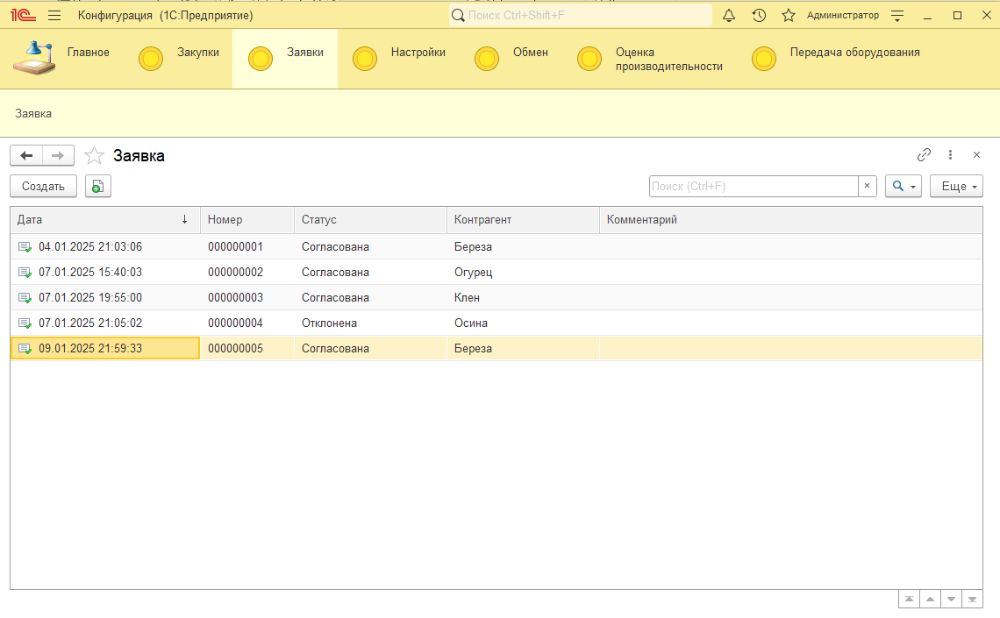 1С Конфигурация (1С:Предприятие) Поиск Ctrl+Shift+F Администратор
Главное Закупки Заявки Настройки Обмен Оценка производительности Передача оборудования
Заявка
Заявка
Создать Поиск (Ctrl+F) × Еще
Дата ↓ Номер Статус Контрагент Комментарий
04.01.2025 21:03:06 000000001 Согласована Береза
07.01.2025 15:40:03 000000002 Согласована Огурец
07.01.2025 19:55:00 000000003 Согласована Клен
07.01.2025 21:05:02 000000004 Отклонена Осина
09.01.2025 21:59:33 000000005 Согласована Береза